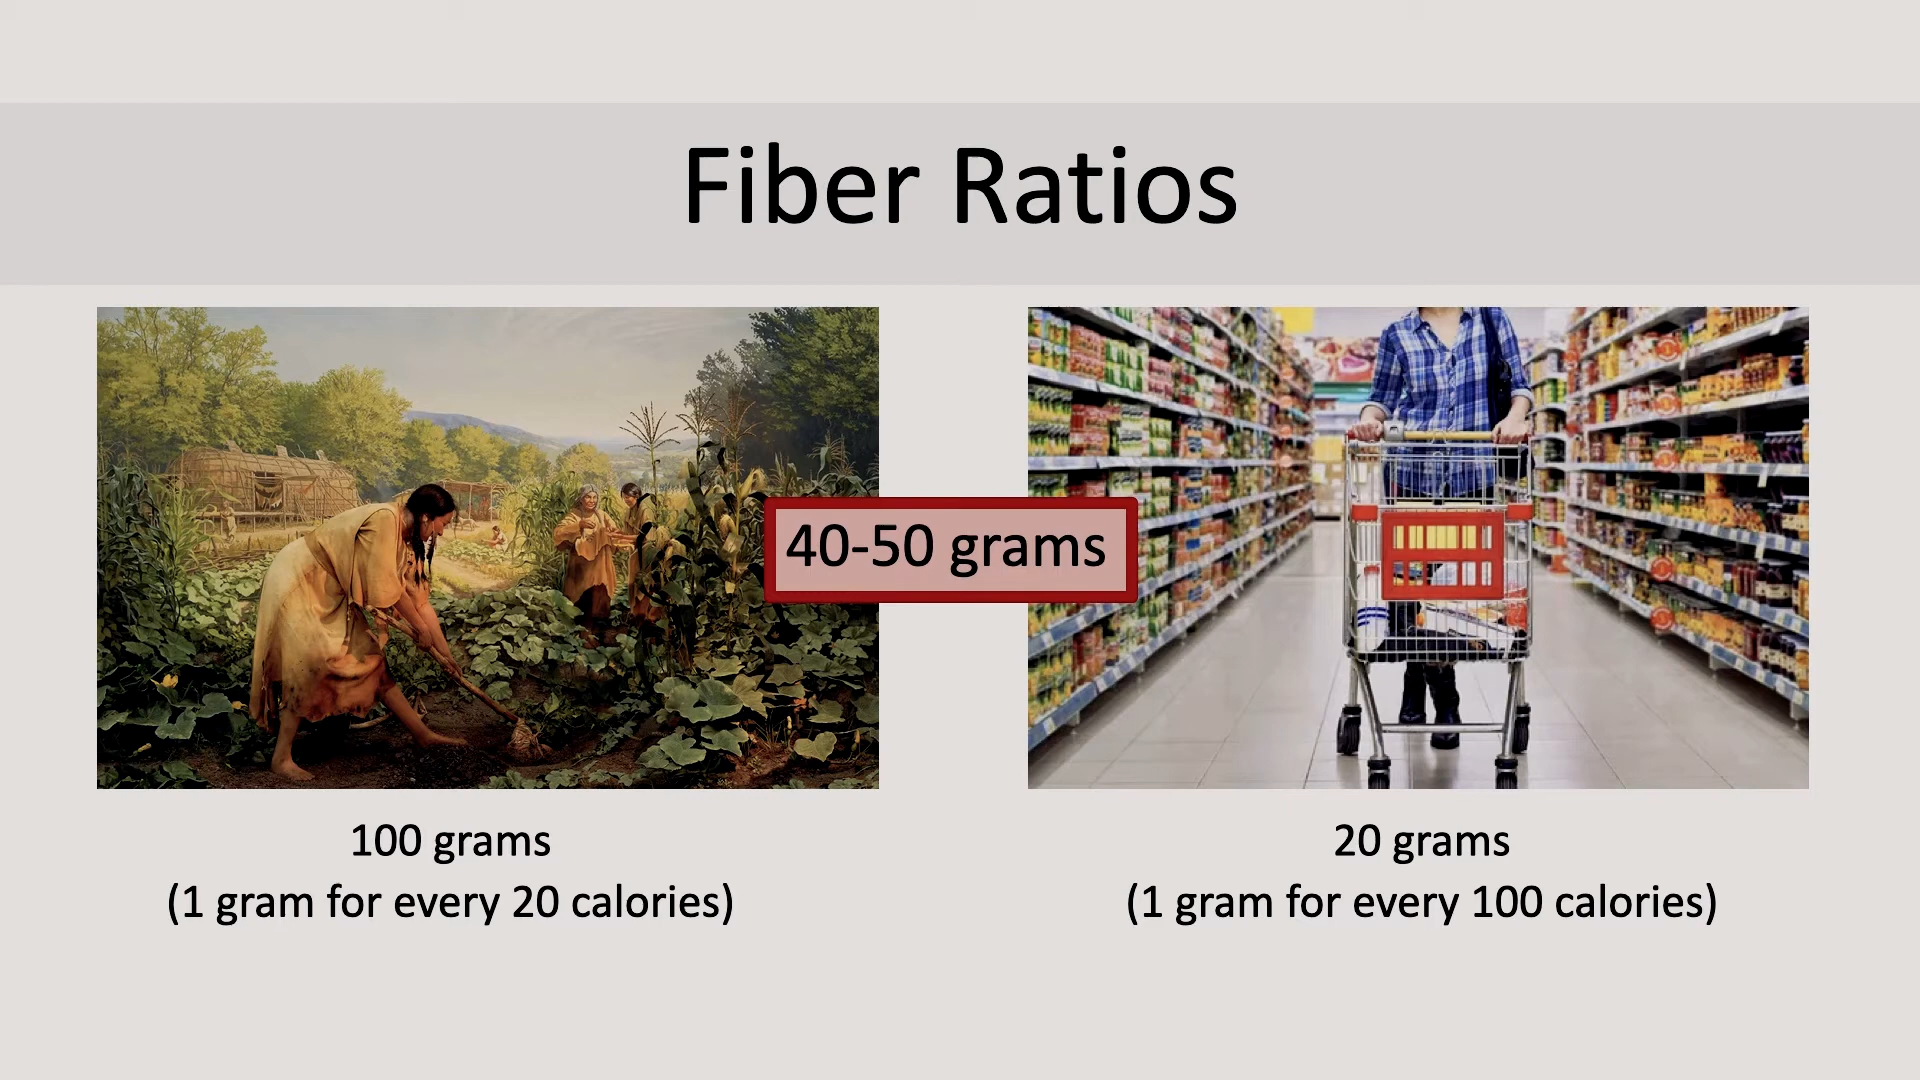 Fiber Ratios
40-50 grams
100 grams
(1 gram for every 20 calories)
20 grams
(1 gram for every 100 calories)